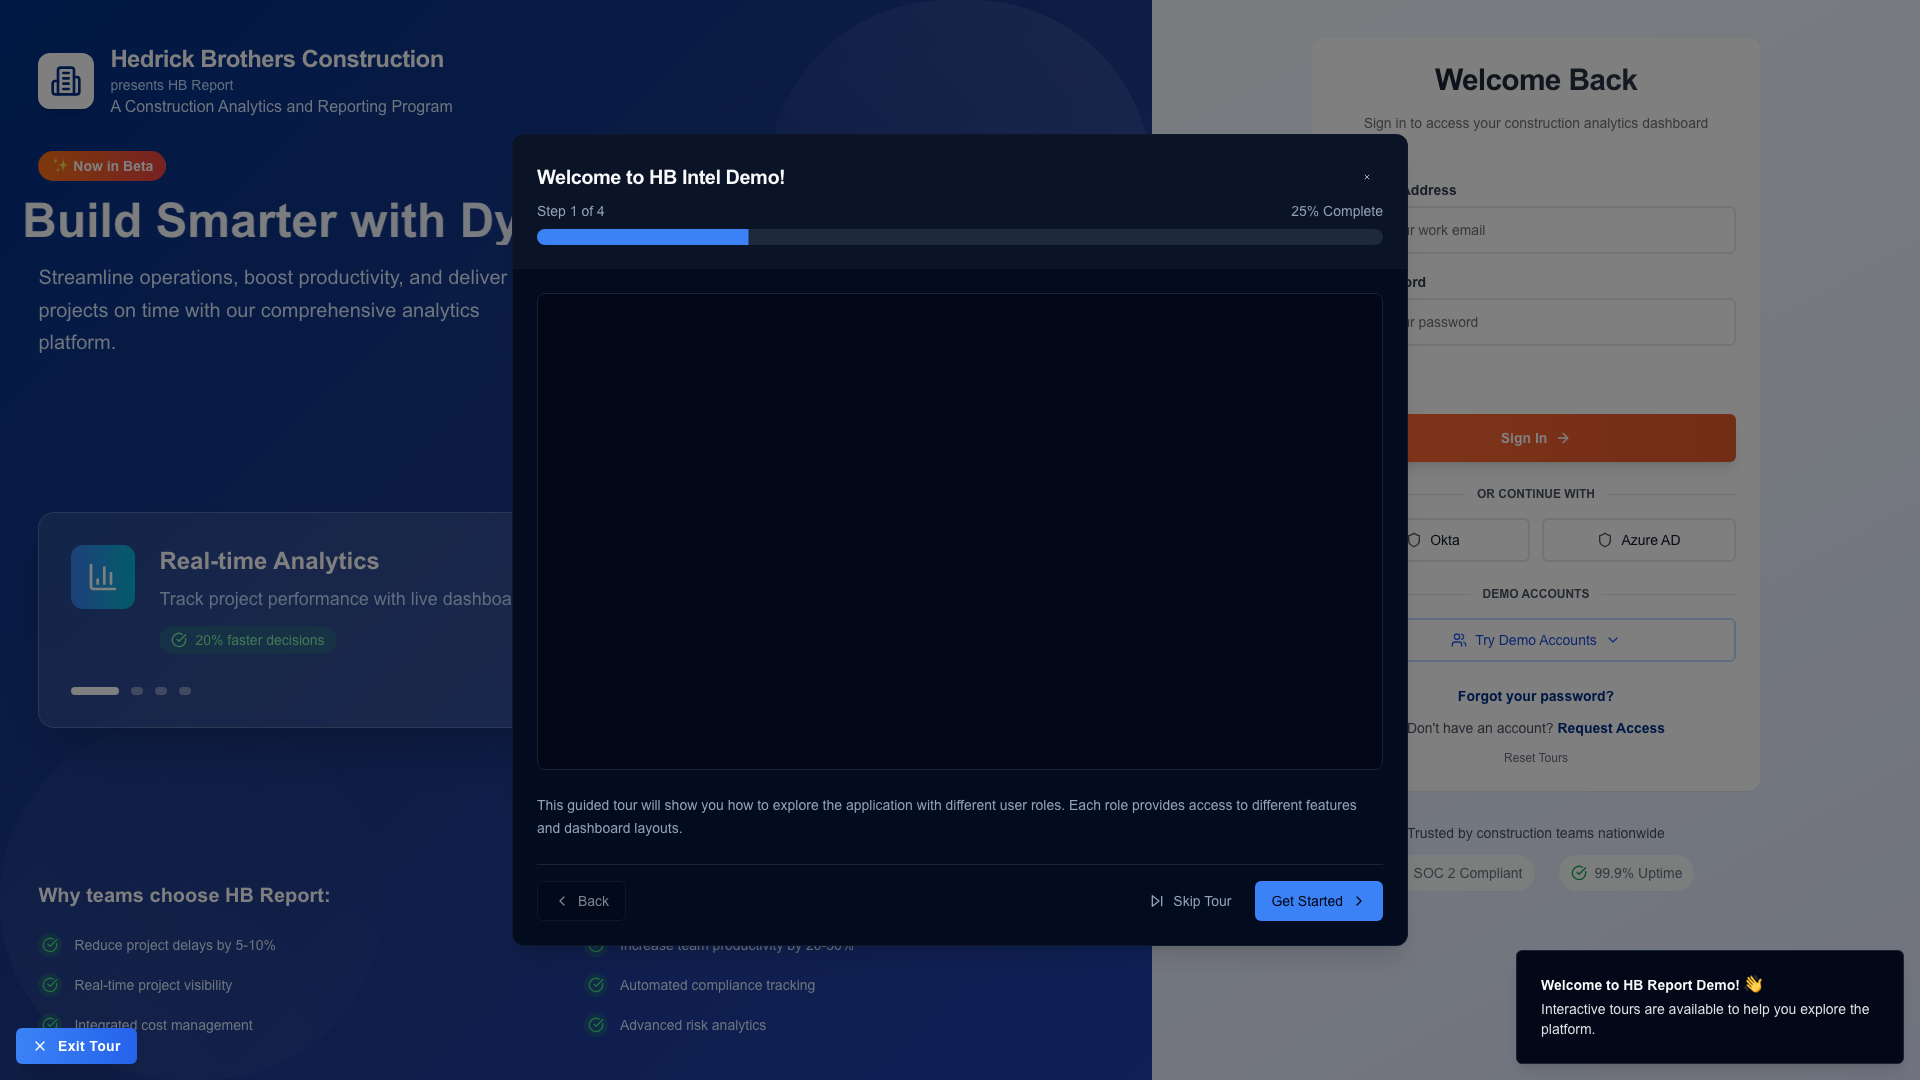 Hedrick Brothers Construction
presents HB Report
A Construction Analytics and Reporting Program
✨ Now in Beta
Build Smarter with Dy
Streamline operations, boost productivity, and deliver
projects on time with our comprehensive analytics
platform.
Real-time Analytics
Track project performance with live dashboa
20% faster decisions
Why teams choose HB Report:
Reduce project delays by 5-10%
Increase team productivity by 20-30%
Real-time project visibility
Automated compliance tracking
Integrated cost management
Advanced risk analytics
Exit Tour
Welcome to HB Intel Demo!
×
Step 1 of 4
25% Complete
This guided tour will show you how to explore the application with different user roles. Each role provides access to different features
and dashboard layouts.
Back
Skip Tour
Get Started
Welcome Back
Sign in to access your construction analytics dashboard
Address
work email
password
Sign In
OR CONTINUE WITH
Okta
Azure AD
DEMO ACCOUNTS
Try Demo Accounts
Forgot your password?
Don't have an account? Request Access
Reset Tours
Trusted by construction teams nationwide
SOC 2 Compliant
99.9% Uptime
Welcome to HB Report Demo! 👋
Interactive tours are available to help you explore the
platform.